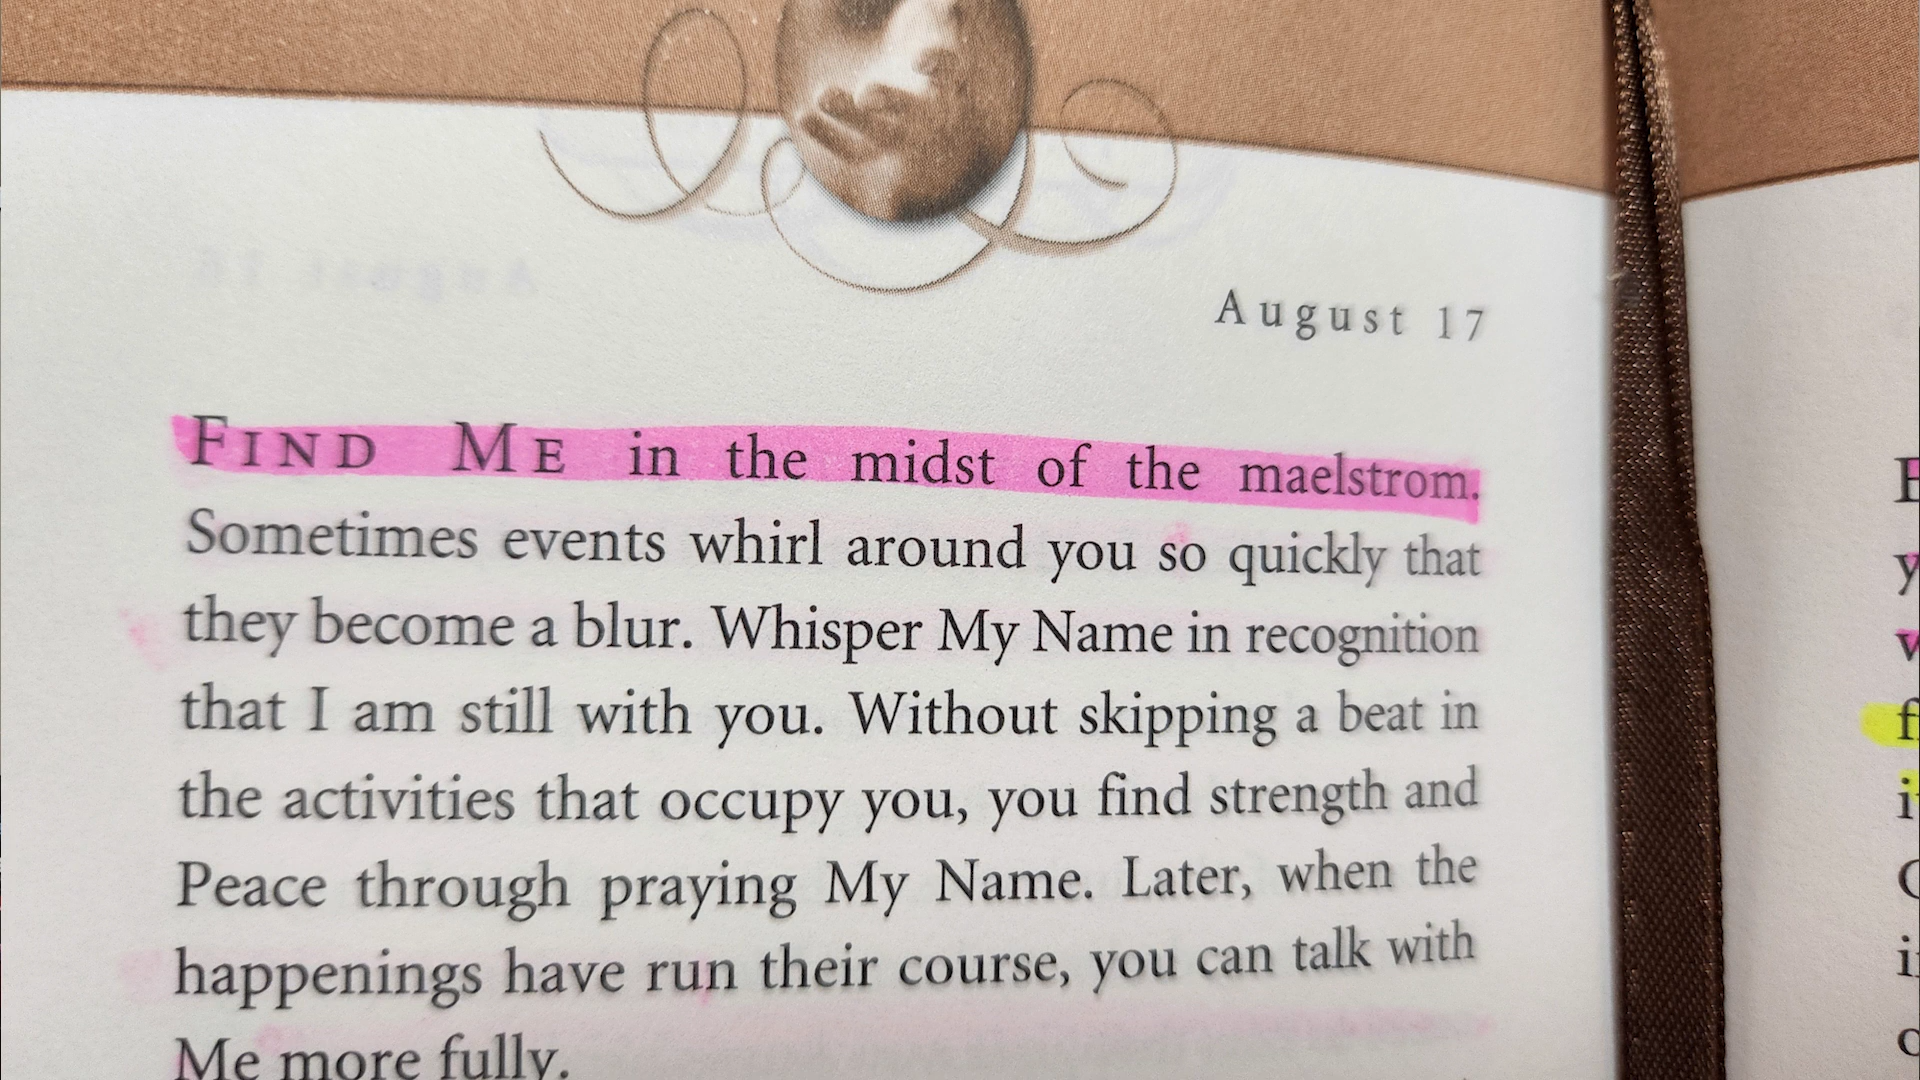 August 17
FIND ME in the midst of the maelstrom.
Sometimes events whirl around you so quickly that
they become a blur. Whisper My Name in recognition
that I am still with you. Without skipping a beat in
the activities that occupy you, you find strength and
Peace through praying My Name. Later, when the
happenings have run their course, you can talk with
Me more fully.